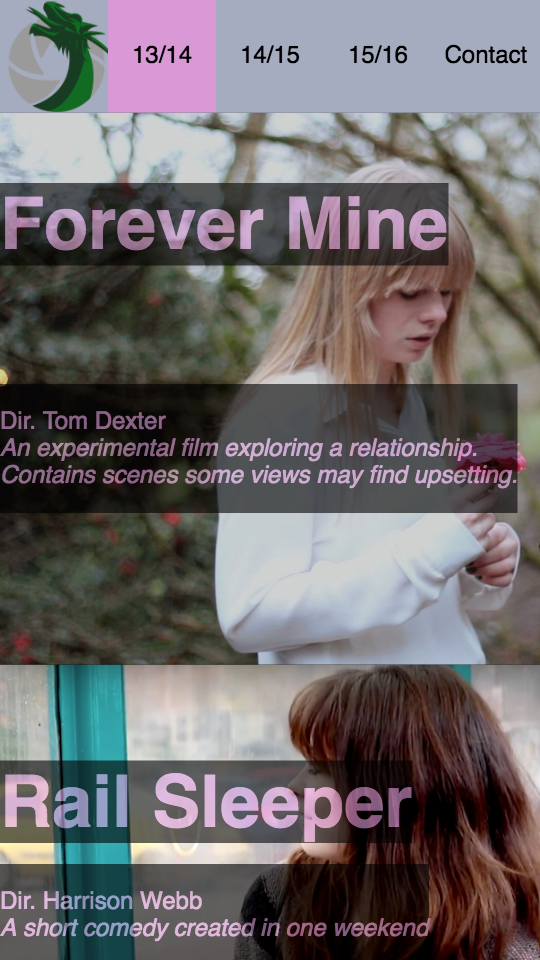 13/14
14/15
15/16
Contact
Forever Mine
Dir. Tom Dexter
An experimental film exploring a relationship.
Contains scenes some views may find upsetting.
Rail Sleeper
Dir. Harrison Webb
A short comedy created in one weekend